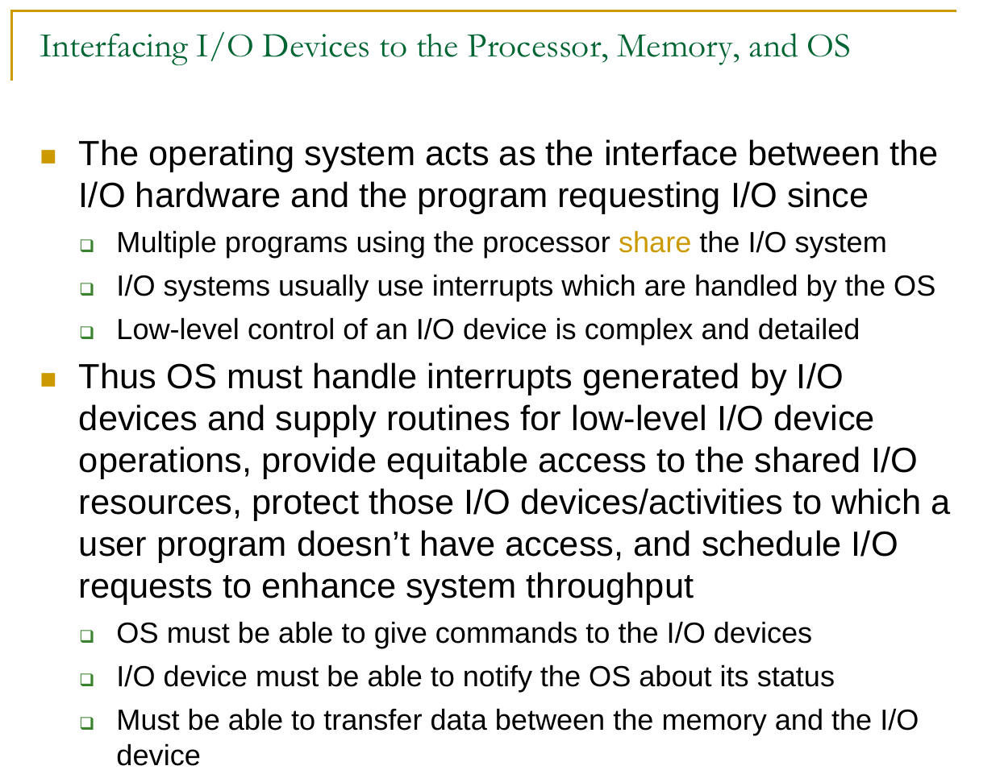 Interfacing I/O Devices to the Processor, Memory, and OS
The operating system acts as the interface between the
I/O hardware and the program requesting I/O since
Multiple programs using the processor share the I/O system
I/O systems usually use interrupts which are handled by the OS
Low-level control of an I/O device is complex and detailed
Thus OS must handle interrupts generated by I/O
devices and supply routines for low-level I/O device
operations, provide equitable access to the shared I/O
resources, protect those I/O devices/activities to which a
user program doesn’t have access, and schedule I/O
requests to enhance system throughput
OS must be able to give commands to the I/O devices
I/O device must be able to notify the OS about its status
Must be able to transfer data between the memory and the I/O
device